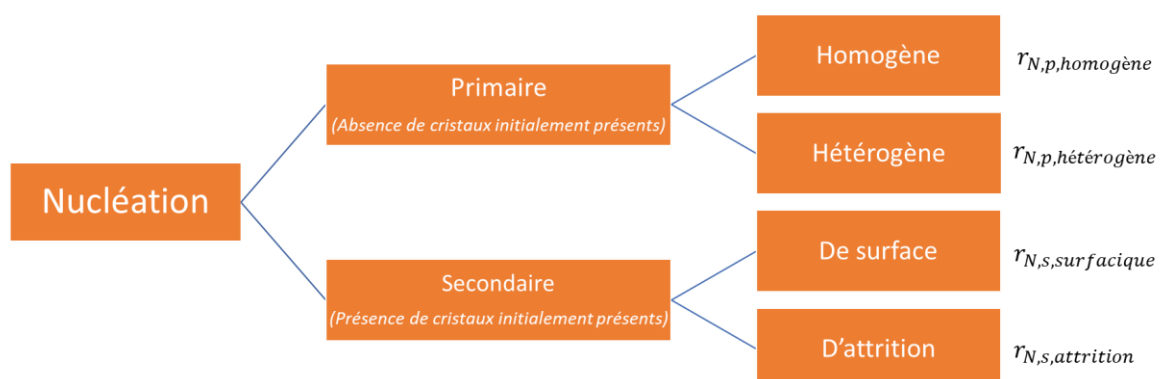 Nucléation
Primaire
(Absence de cristaux initialement présents)
Homogène
r_{N,p,homogène}
Hétérogène
r_{N,p,hétérogène}
Secondaire
(Présence de cristaux initialement présents)
De surface
r_{N,s,surfacique}
D'attrition
r_{N,s,attrition}